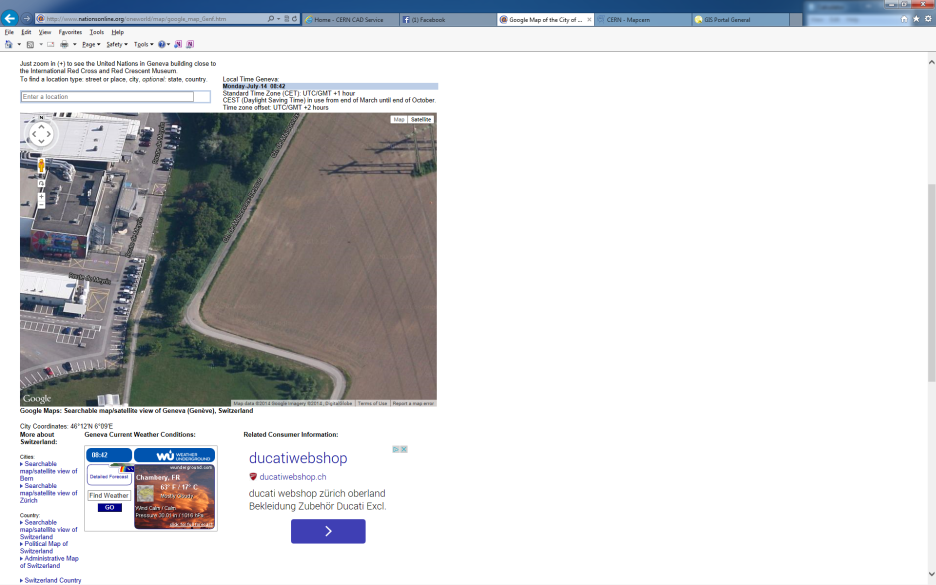 http://www.nationsonline.org/oneworld/map/google_map_Genf.htm
Home - CERN CAD Service
(1) Facebook
Google Map of the City of ...
CERN - Mapcern
GIS Portal General
File Edit View Favorites Tools Help
Page Safety Tools
Just zoom in (+) to see the United Nations in Geneva building close to
the International Red Cross and Red Crescent Museum.
To find a location type: street or place, city, optional: state, country.
Enter a location
Local Time Geneva:
Monday-July-14 08:42
Standard Time Zone (CET): UTC/GMT +1 hour
CEST (Daylight Saving Time) in use from end of March until end of October.
Time zone offset: UTC/GMT +2 hours
Map Satellite
N
Route de Meyrin
Route de Meyrin
Route de Meyrin
Google
Map data ©2014 Google Imagery ©2014, DigitalGlobe Terms of Use Report a map error
Google Maps: Searchable map/satellite view of Geneva (Genève), Switzerland
City Coordinates: 46°12'N 6°09'E
More about
Switzerland:
Cities:
Searchable
map/satellite view of
Bern
Searchable
map/satellite view of
Zürich
Country:
Searchable
map/satellite view of
Switzerland
Political Map of
Switzerland
Administrative Map
of Switzerland
Switzerland Country
Geneva Current Weather Conditions:
08:42
WEATHER
UNDERGROUND
wunderground.com
Detailed Forecast
Chambery, FR
63° F / 17° C
Mostly Cloudy
Find Weather
GO
Wind Calm / Calm
Pressure 30.01in / 1016 hPa
click for forecast
Related Consumer Information:
ducatiwebshop
ducatiwebshop.ch
ducati webshop zürich oberland
Bekleidung Zubehör Ducati Excl.